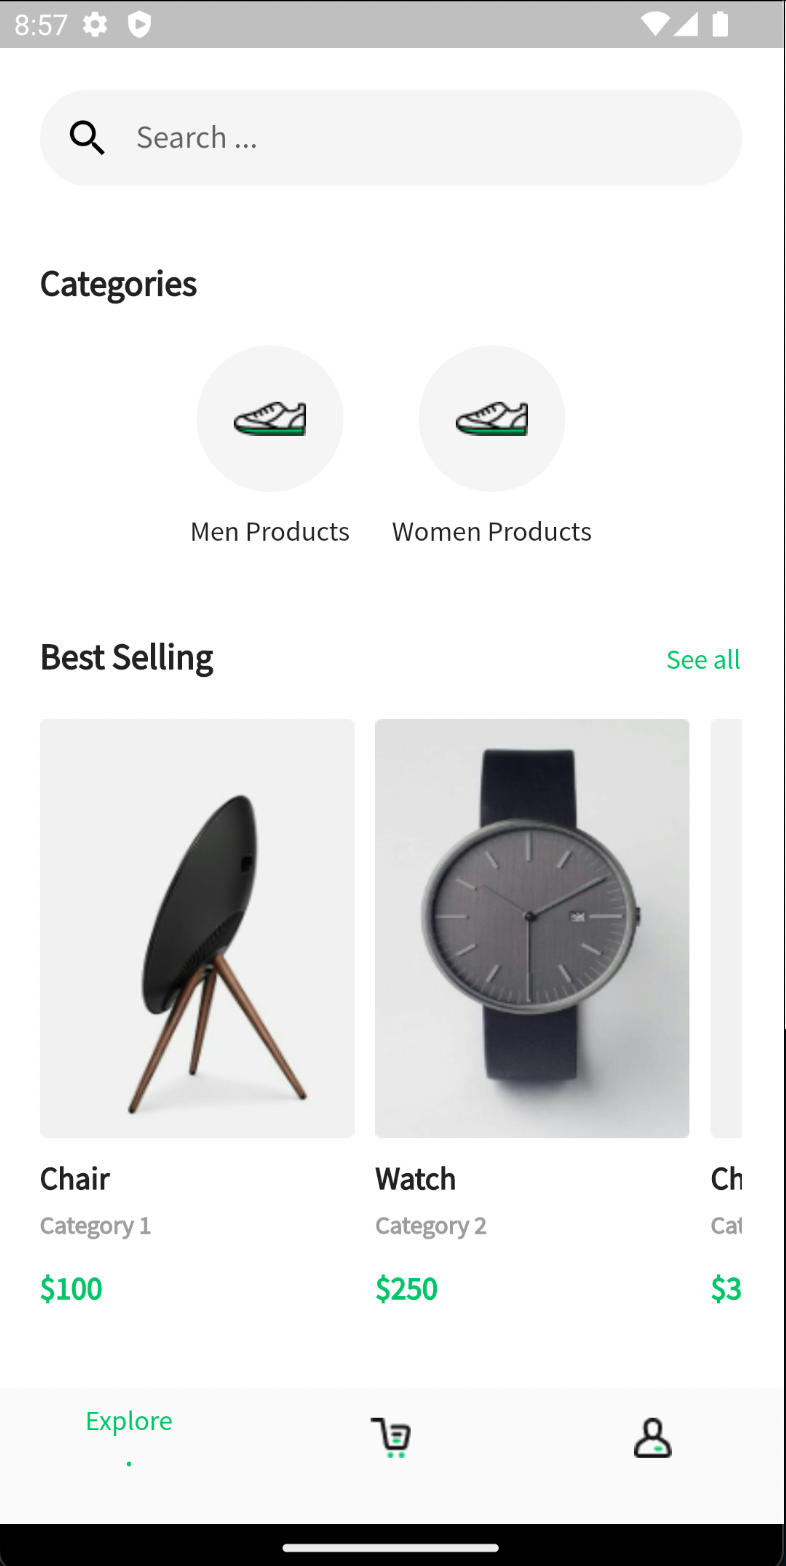 8:57
Search ...
Categories
Men Products Women Products
Best Selling See all
Chair Watch Ch
Category 1 Category 2 Cat
$100 $250 $3
Explore